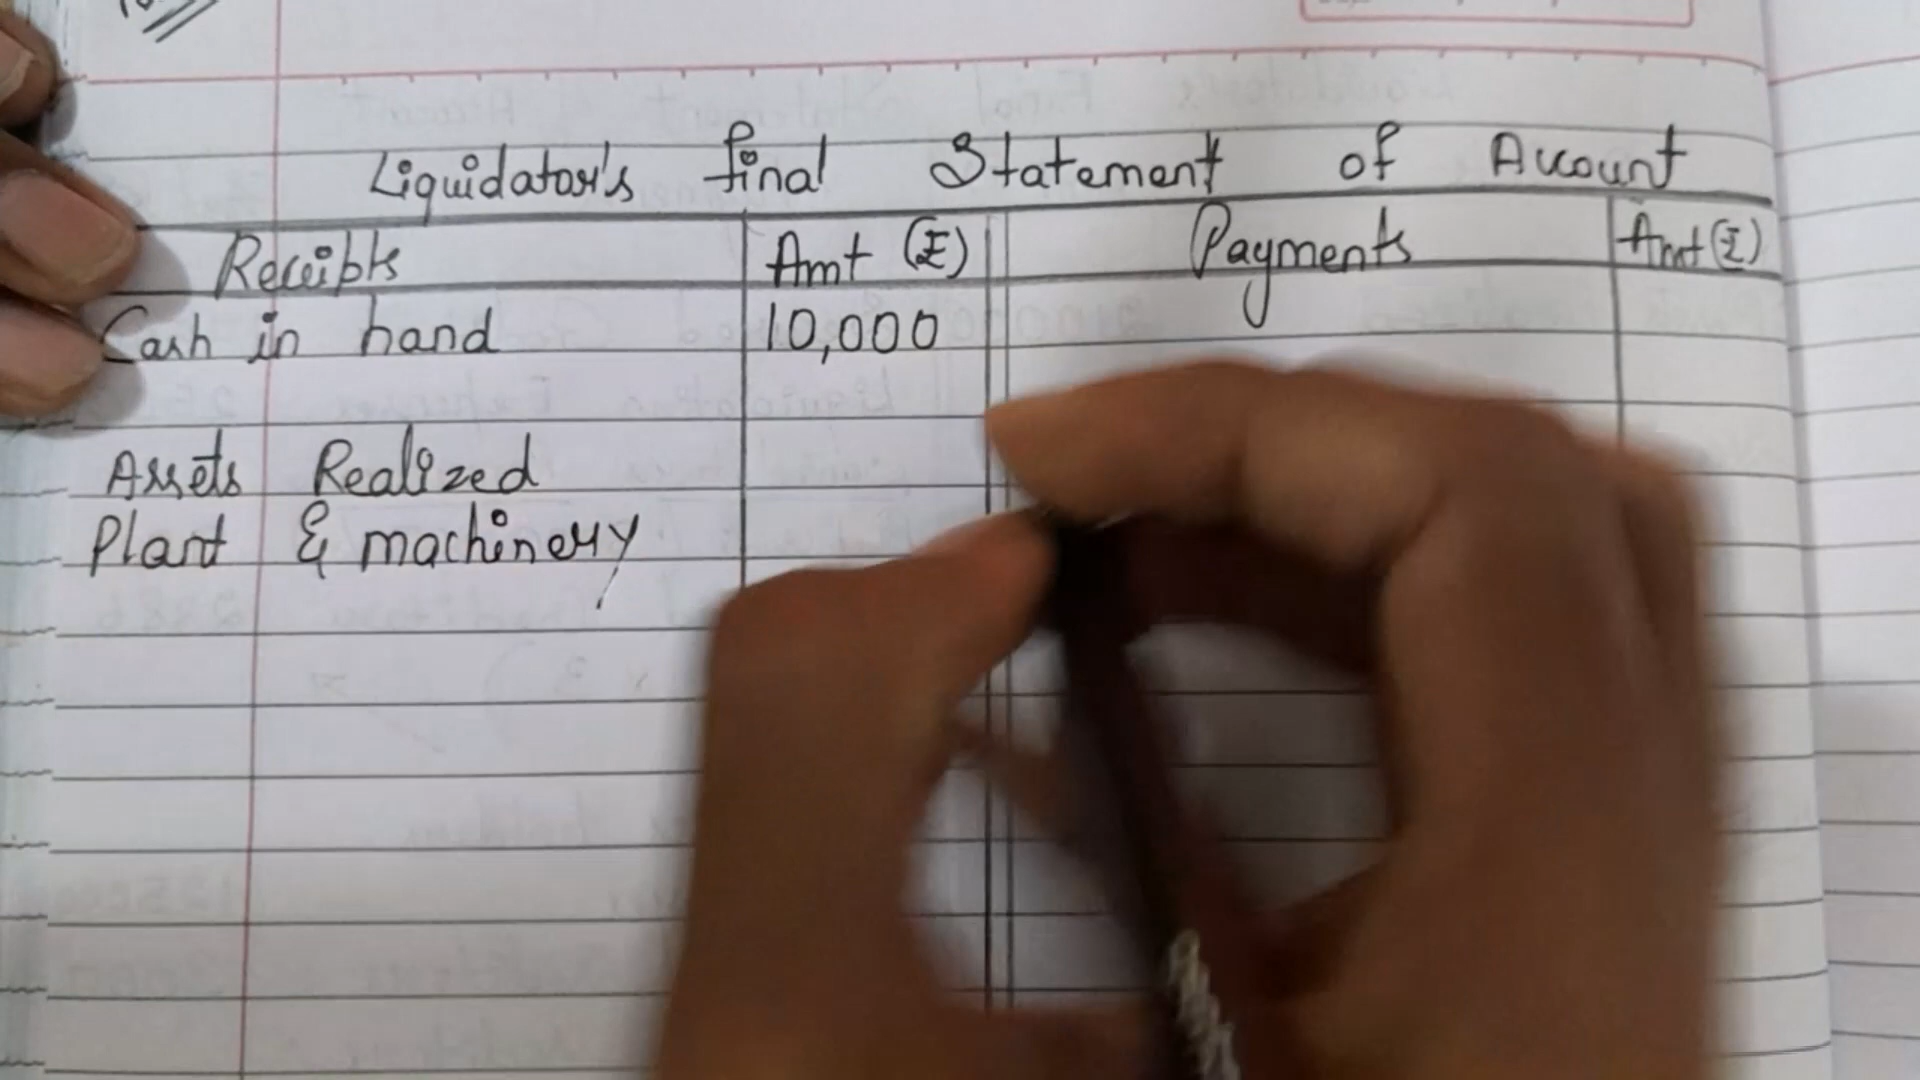 Liquidator's final Statement of Account
Receipts Amt (₹) Payments Amt (₹)
Cash in hand 10,000
Assets Realized
Plant & machinery